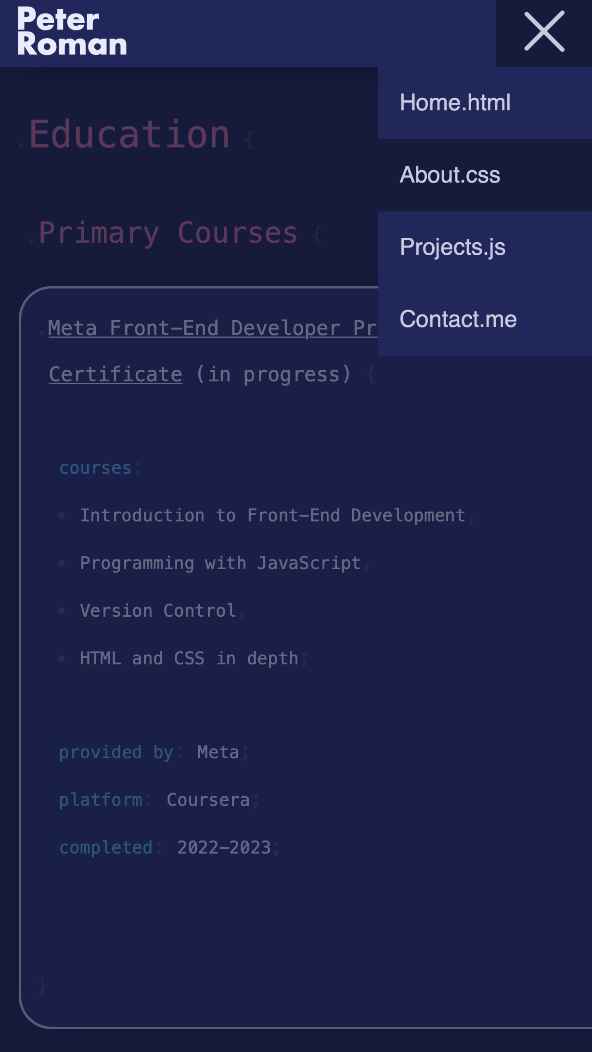 Peter
Roman
Home.html
About.css
Projects.js
Contact.me
.Education {
.Primary Courses {
.Meta Front-End Developer Pr
Certificate (in progress) {
courses:
• Introduction to Front-End Development,
• Programming with JavaScript,
• Version Control,
• HTML and CSS in depth;
provided by: Meta;
platform: Coursera;
completed: 2022-2023;
}